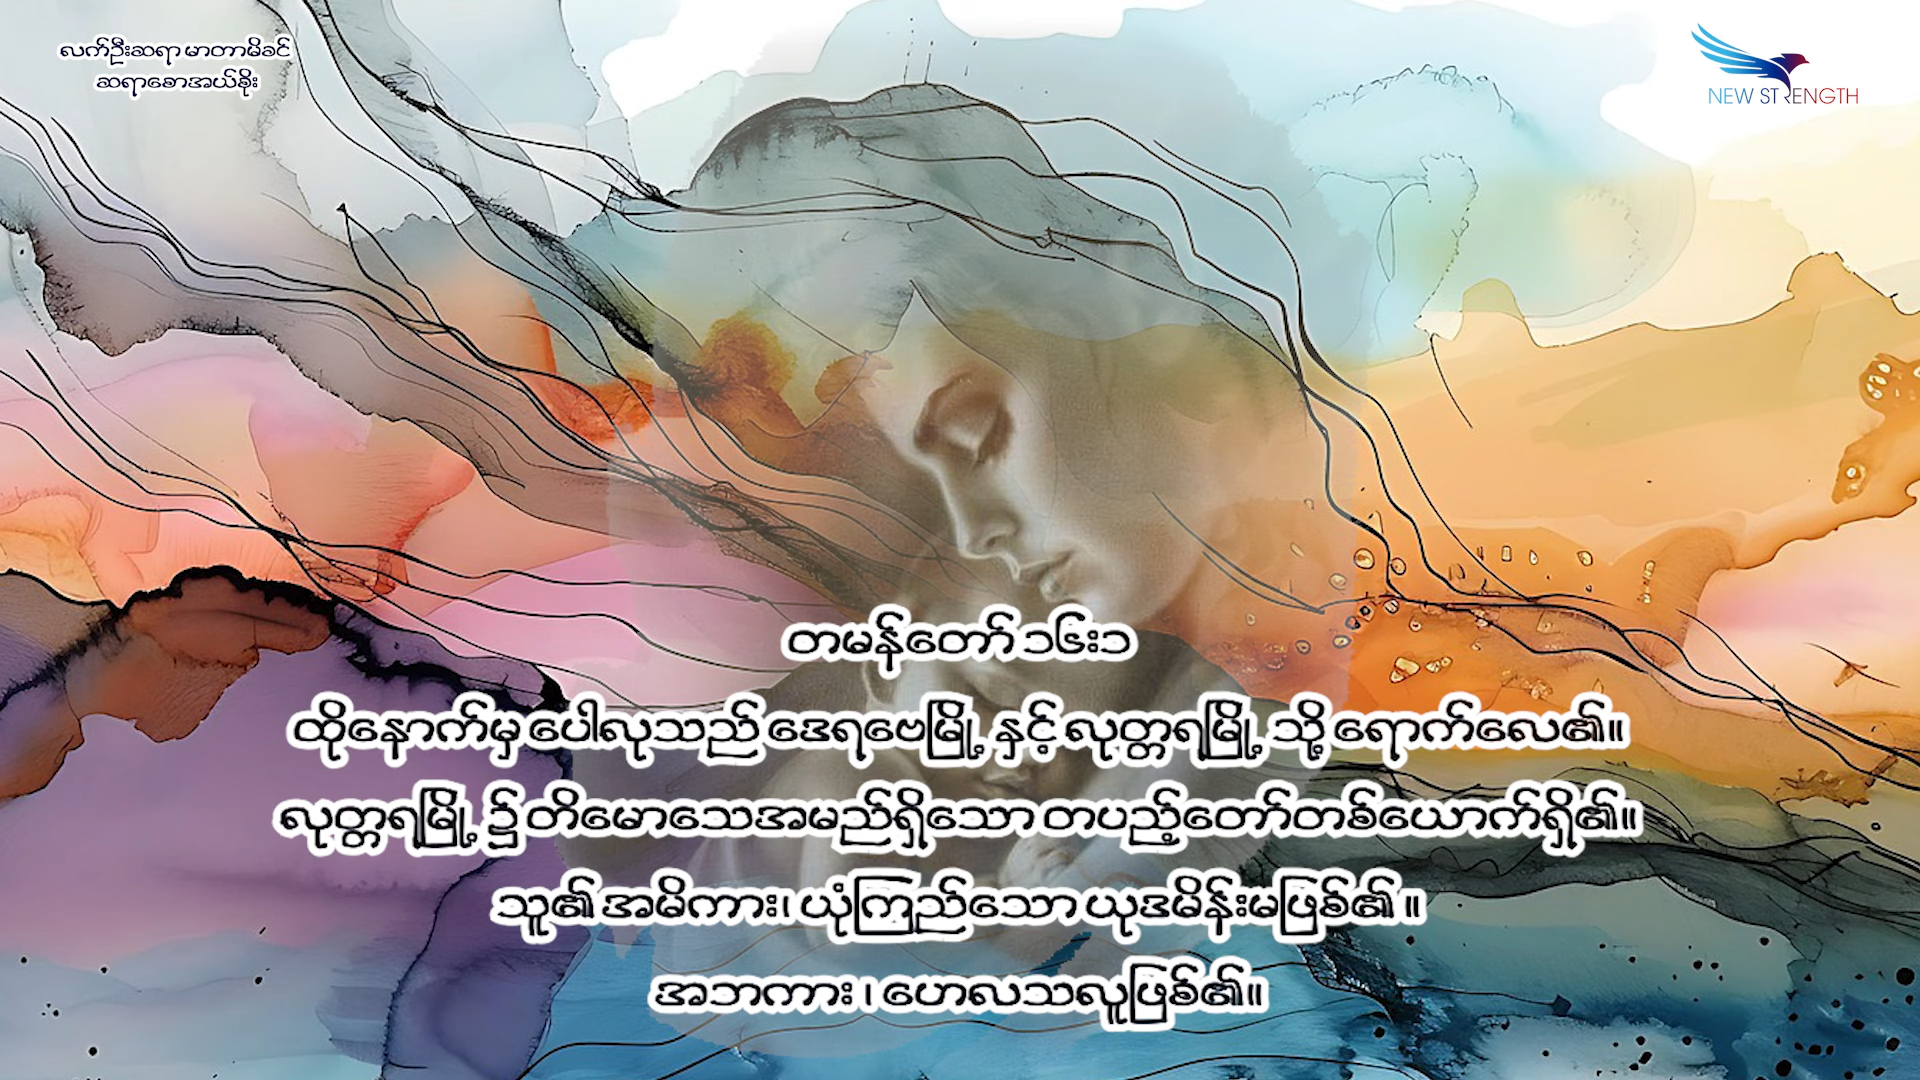 လက်ဦးဆရာ မာတာမိခင်
ဆရာစောအယ်ခိုး
NEW STRENGTH
တမန်တော် ၁၆း၁
ထိုနောက်မှ ပေါလုသည် ဒေရဗေမြို့ နှင့် လုတ္တရမြို့ သို့ ရောက်လေ၏။
လုတ္တရမြို့ ၌ တိမောသေအမည်ရှိသော တပည့်တော်တစ်ယောက်ရှိ၏။
သူ၏ အမိကား၊ ယုံကြည်သော ယုဒမိန်းမဖြစ်၏ ။
အဘကား ၊ ဟေလသလူဖြစ်၏။